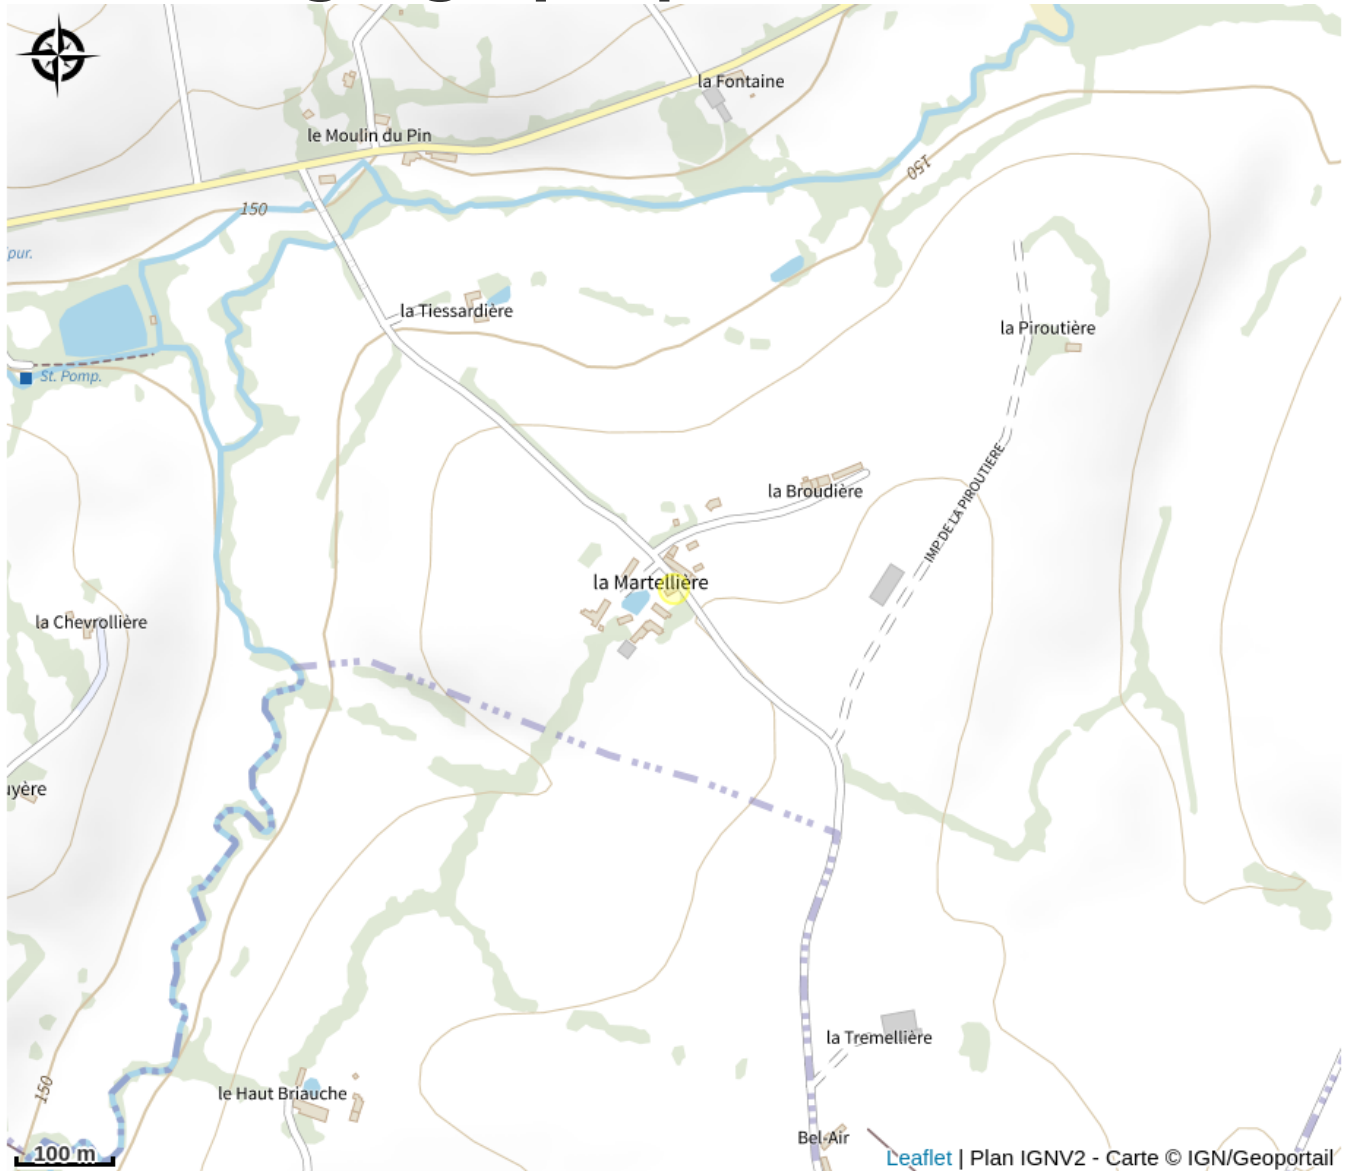 la Fontaine
le Moulin du Pin
150
150
pur.
la Tiessardière
la Piroutière
St. Pomp.
IMP. DE LA PIROUTIERE
la Broudière
la Martellière
la Chevrollière
yère
la Tremellière
150
le Haut Briauche
Bel-Air
100 m
Leaflet | Plan IGNV2 - Carte © IGN/Geoportail